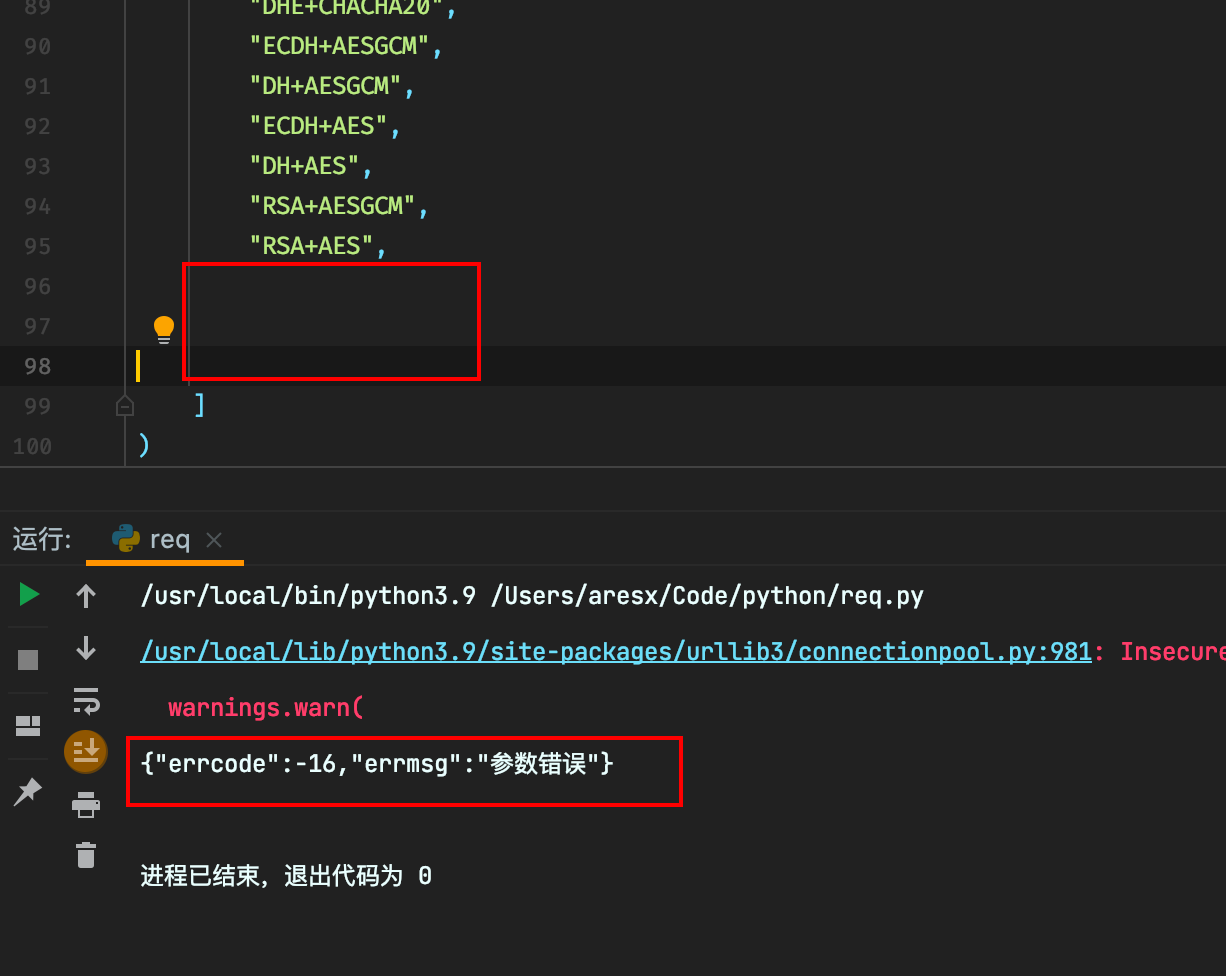 89 "DHE+CHACHA20",
90 "ECDH+AESGCM",
91 "DH+AESGCM",
92 "ECDH+AES",
93 "DH+AES",
94 "RSA+AESGCM",
95 "RSA+AES",
96
97
98
99 ]
100 )
运行: req
/usr/local/bin/python3.9 /Users/aresx/Code/python/req.py
/usr/local/lib/python3.9/site-packages/urllib3/connectionpool.py:981: Insecure
warnings.warn(
{"errcode":-16,"errmsg":"参数错误"}
进程已结束，退出代码为 0